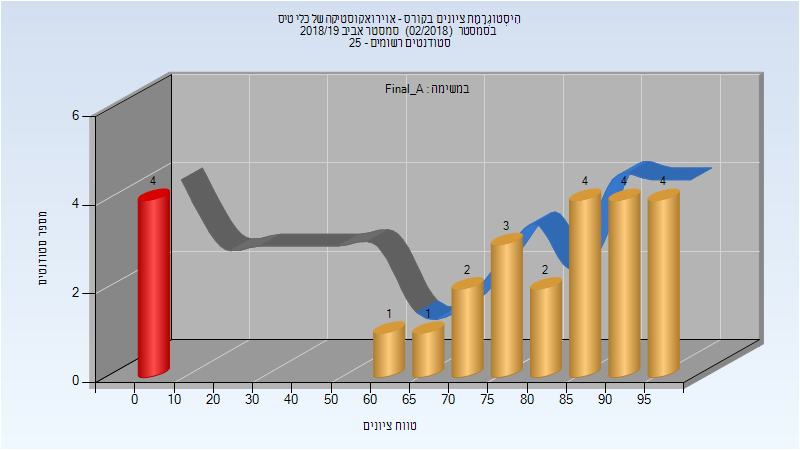 היסטוגרמת ציונים בקורס - אוירואקוסטיקה של כלי טיס
בסמסטר (02/2018) סמסטר אביב 2018/19
סטודנטים רשומים - 25
במשימה : Final_A
מספר סטודנטים
6
4
2
0
4
1
1
2
3
2
4
4
4
0 10 20 30 40 50 60 65 70 75 80 85 90 95
טווח ציונים